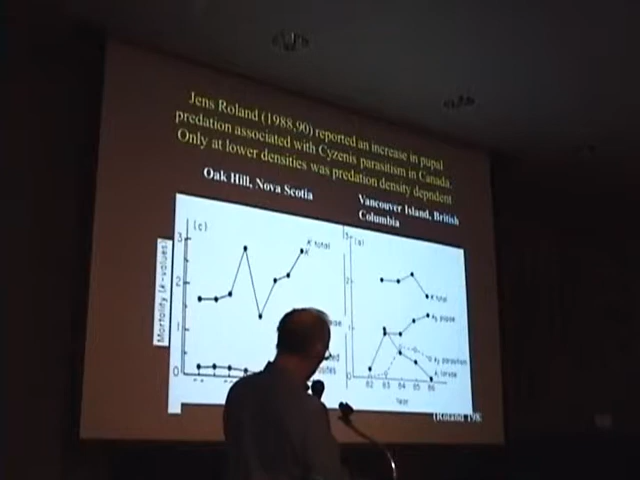 Jens Roland (1988,90) reported an increase in pupal
predation associated with Cyzenis parasitism in Canada.
Only at lower densities was predation density depndent
Oak Hill, Nova Scotia
Vancouver Island, British
Columbia
Mortality (k-values)
(c)
3
2
1
0
K total
3
2
1
0
K total
pupae
parasitism
larvae
82 83 84 85 86
Year
(Roland 198